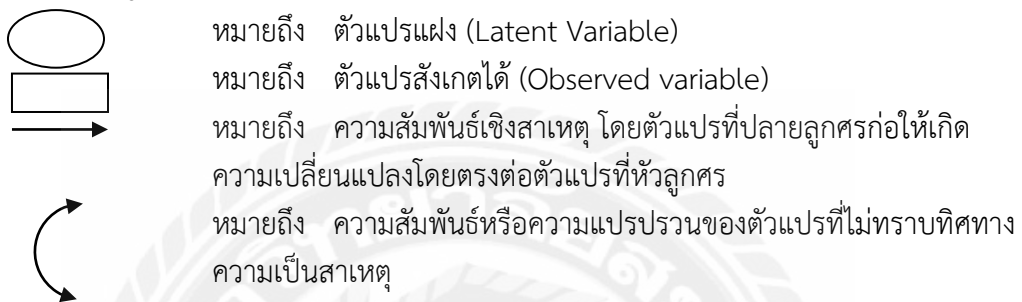 หมายถึง ตัวแปรแฝง (Latent Variable)
หมายถึง ตัวแปรสังเกตได้ (Observed variable)
หมายถึง ความสัมพันธ์เชิงสาเหตุ โดยตัวแปรที่ปลายลูกศรก่อให้เกิด
ความเปลี่ยนแปลงโดยตรงต่อตัวแปรที่หัวลูกศร
หมายถึง ความสัมพันธ์หรือความแปรปรวนของตัวแปรที่ไม่ทราบทิศทาง
ความเป็นสาเหตุ